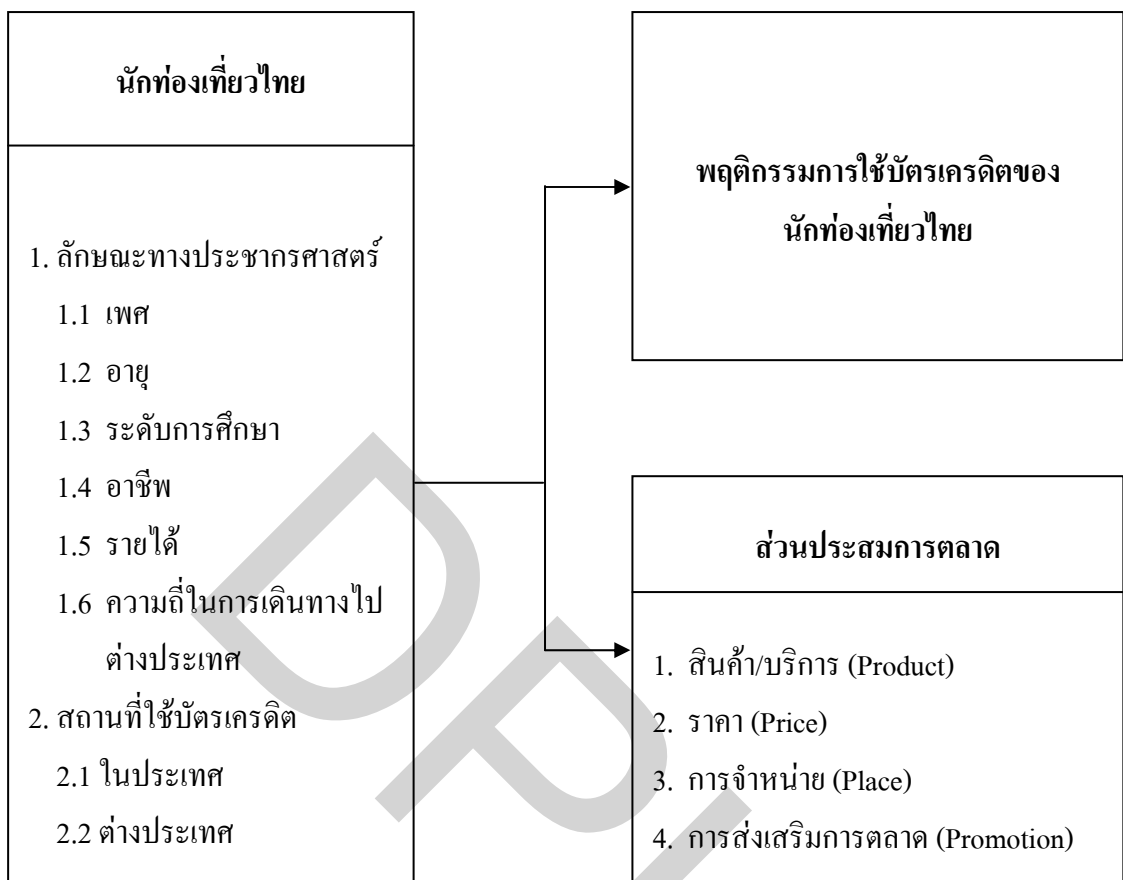 นักท่องเที่ยวไทย
1. ลักษณะทางประชากรศาสตร์
1.1 เพศ
1.2 อายุ
1.3 ระดับการศึกษา
1.4 อาชีพ
1.5 รายได้
1.6 ความถี่ในการเดินทางไป
ต่างประเทศ
2. สถานที่ใช้บัตรเครดิต
2.1 ในประเทศ
2.2 ต่างประเทศ
พฤติกรรมการใช้บัตรเครดิตของ
นักท่องเที่ยวไทย
ส่วนประสมการตลาด
1. สินค้า/บริการ (Product)
2. ราคา (Price)
3. การจำหน่าย (Place)
4. การส่งเสริมการตลาด (Promotion)